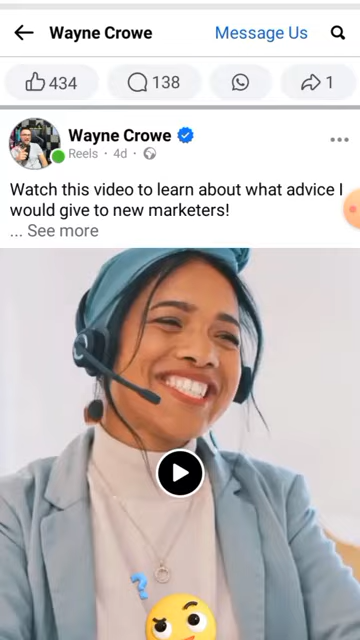 Wayne Crowe
Message Us
434
138
1
Wayne Crowe
Reels · 4d ·
Watch this video to learn about what advice I
would give to new marketers!
... See more
?